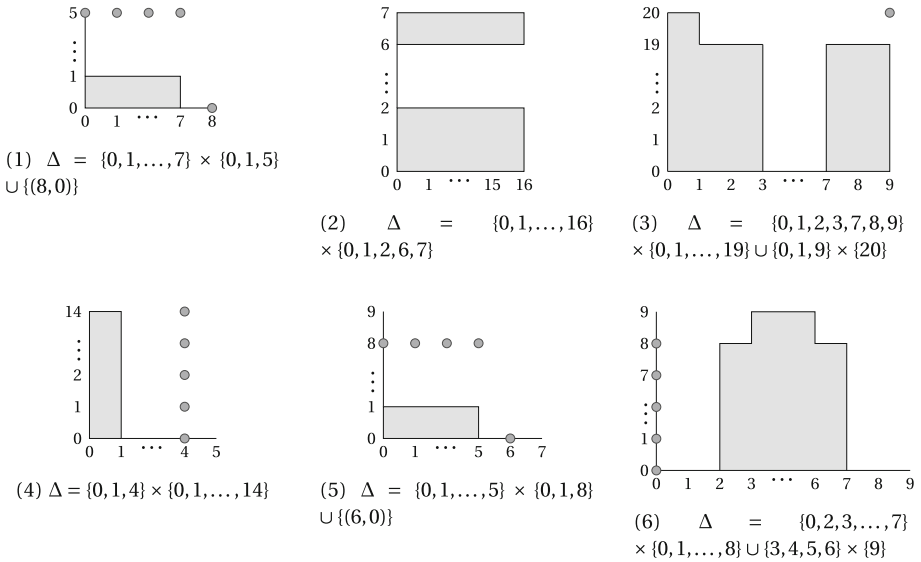 5
1
0
0 1 ⋯ 7 8
(1) Δ = {0,1,…,7} × {0,1,5}
∪{(8,0)}
7
6
2
1
0
0 1 ⋯ 15 16
(2) Δ = {0,1,…,16}
×{0,1,2,6,7}
20
19
2
1
0
0 1 2 3 ⋯ 7 8 9
(3) Δ = {0,1,2,3,7,8,9}
×{0,1,…,19}∪{0,1,9}×{20}
14
2
1
0
0 1 ⋯ 4 5
(4) Δ={0,1,4}×{0,1,…,14}
9
8
1
0
0 1 ⋯ 5 6 7
(5) Δ = {0,1,…,5} × {0,1,8}
∪{(6,0)}
9
8
7
1
0
0 1 2 3 ⋯ 6 7 8 9
(6) Δ = {0,2,3,…,7}
×{0,1,…,8}∪{3,4,5,6}×{9}